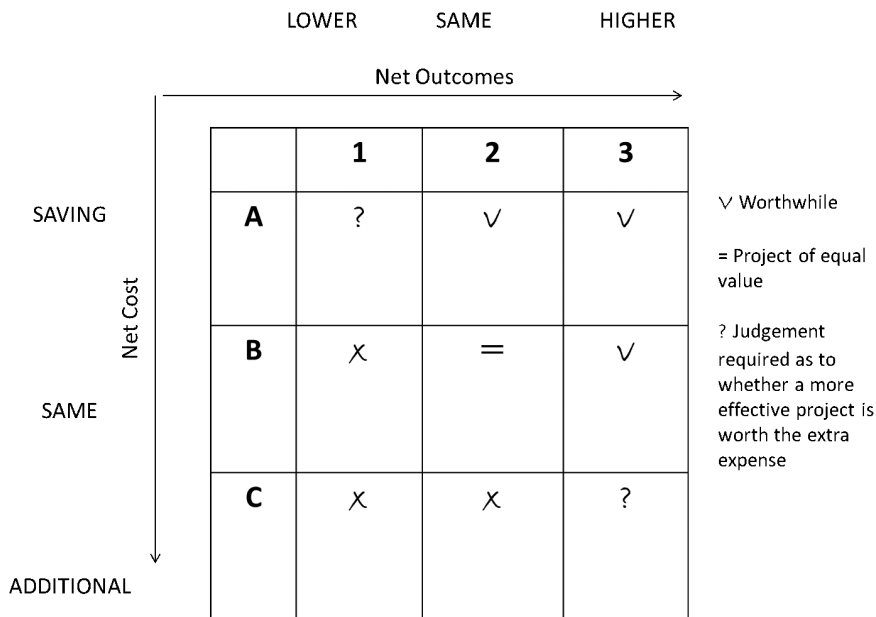 LOWER SAME HIGHER
Net Outcomes
1 2 3
SAVING
A ? √ √
√ Worthwhile
= Project of equal
value
Net Cost
B x = √
? Judgement
required as to
whether a more
effective project is
worth the extra
expense
SAME
C x x ?
ADDITIONAL